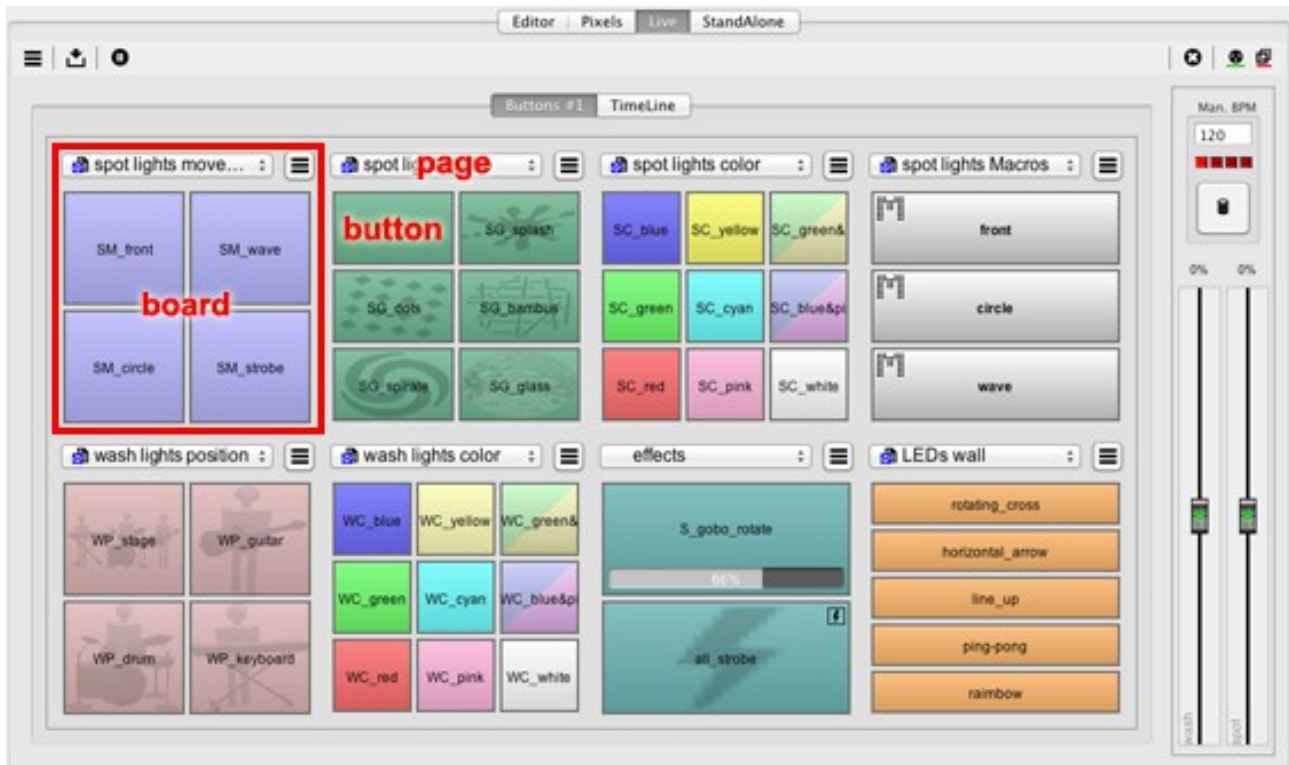 Editor Pixels Live StandAlone
Buttons #1 TimeLine
Man. BPM
120
spot lights move... spot li page spot lights color spot lights Macros
button
SM_front SM_wave SG_splash SC_blue SC_yellow SC_green& front
board
SG_dots SG_bambus SC_green SC_cyan SC_blue&pi circle
0% 0%
SM_circle SM_strobe SG_spirale SG_glass SC_red SC_pink SC_white wave
wash lights position wash lights color effects LEDs wall
WP_stage WP_guitar WC_blue WC_yellow WC_green& S_gobo_rotate rotating_cross
66%
horizontal_arrow
WC_green WC_cyan WC_blue&pi line_up
WP_drum WP_keyboard WC_red WC_pink WC_white all_strobe ping-pong
raimbow
wash spot